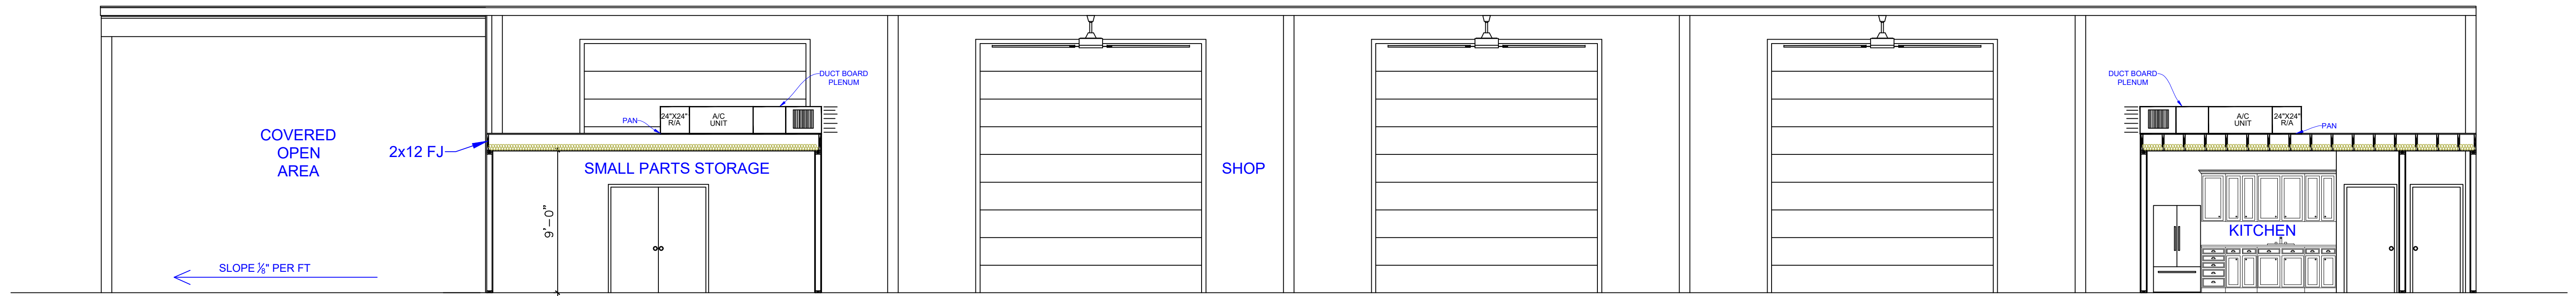 COVERED
OPEN
AREA
SLOPE ⅛" PER FT
2x12 FJ
DUCT BOARD
PLENUM
PAN
24"X24"
R/A
A/C
UNIT
SMALL PARTS STORAGE
9'-0"
SHOP
DUCT BOARD
PLENUM
A/C
UNIT
24"X24"
R/A
PAN
KITCHEN